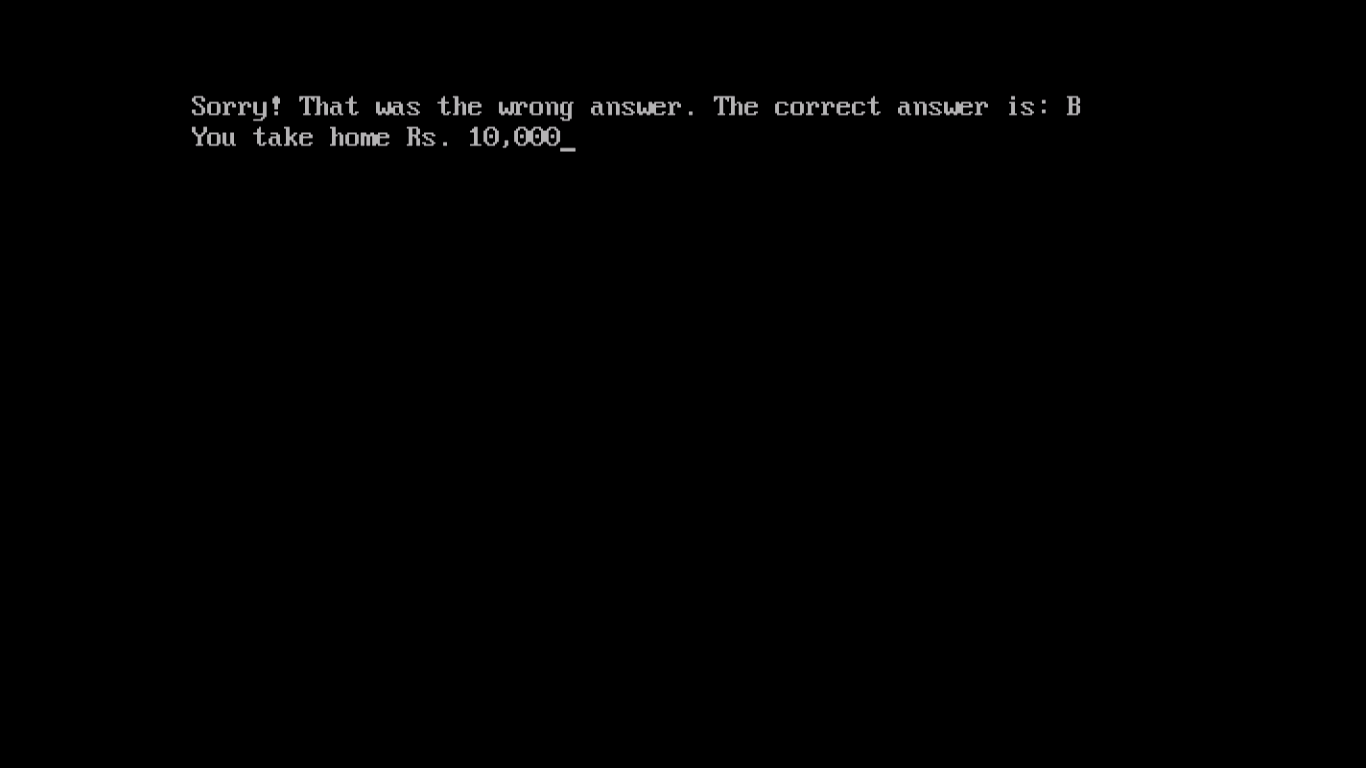 Sorry! That was the wrong answer. The correct answer is: B
You take home Rs. 10,000_